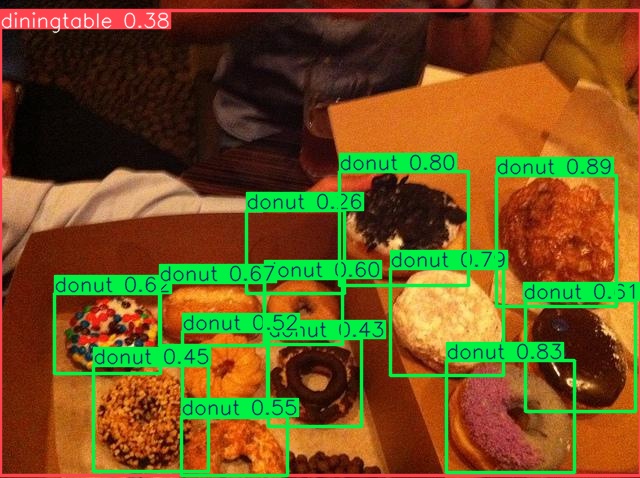 diningtable 0.38
donut 0.80
donut 0.89
donut 0.26
donut 0.79
donut 0.62
donut 0.67
donut 0.60
donut 0.61
donut 0.52
donut 0.43
donut 0.45
donut 0.83
donut 0.55